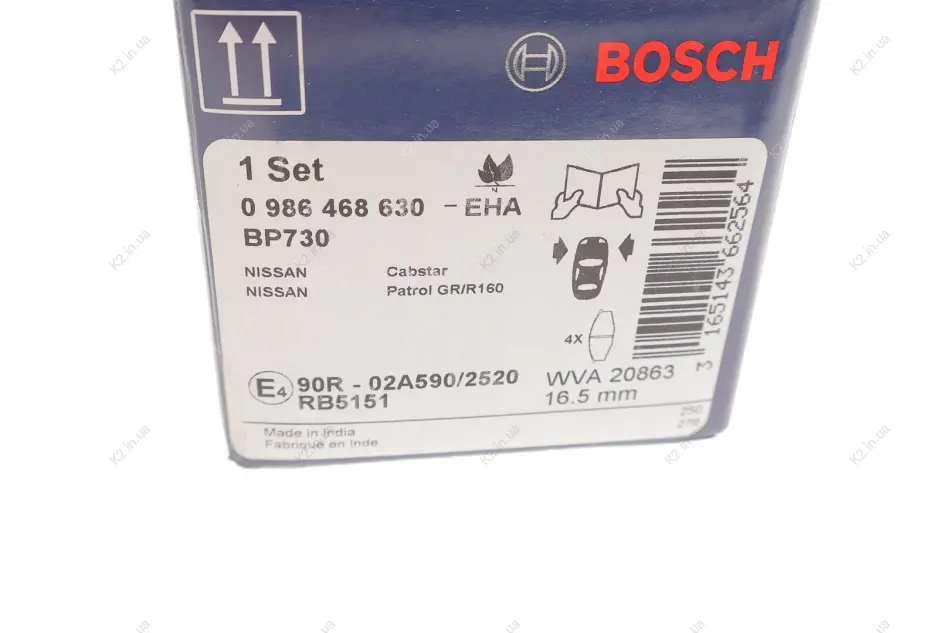 BOSCH
1 Set
0 986 468 630 - EHA
BP730
NISSAN Cabstar
NISSAN Patrol GR/R160
4X
E4 90R - 02A590/2520
RB5151
WVA 20863
16.5 mm
3 165143 662564
Made in India
Fabriqué en Inde
K2.in.ua